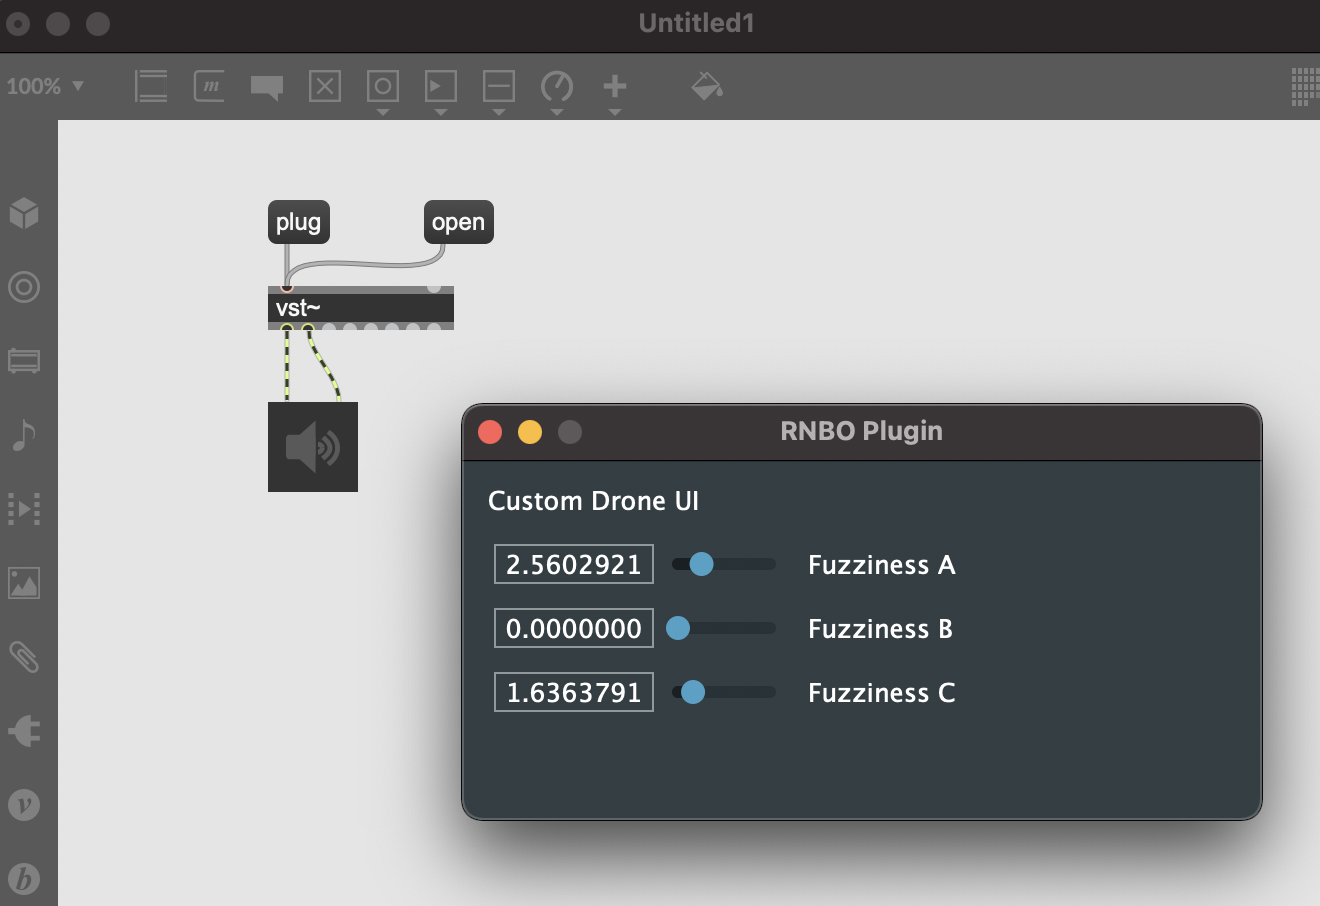 Untitled1
100%
m
plug
open
vst~
RNBO Plugin
Custom Drone UI
2.5602921 Fuzziness A
0.0000000 Fuzziness B
1.6363791 Fuzziness C
v
b